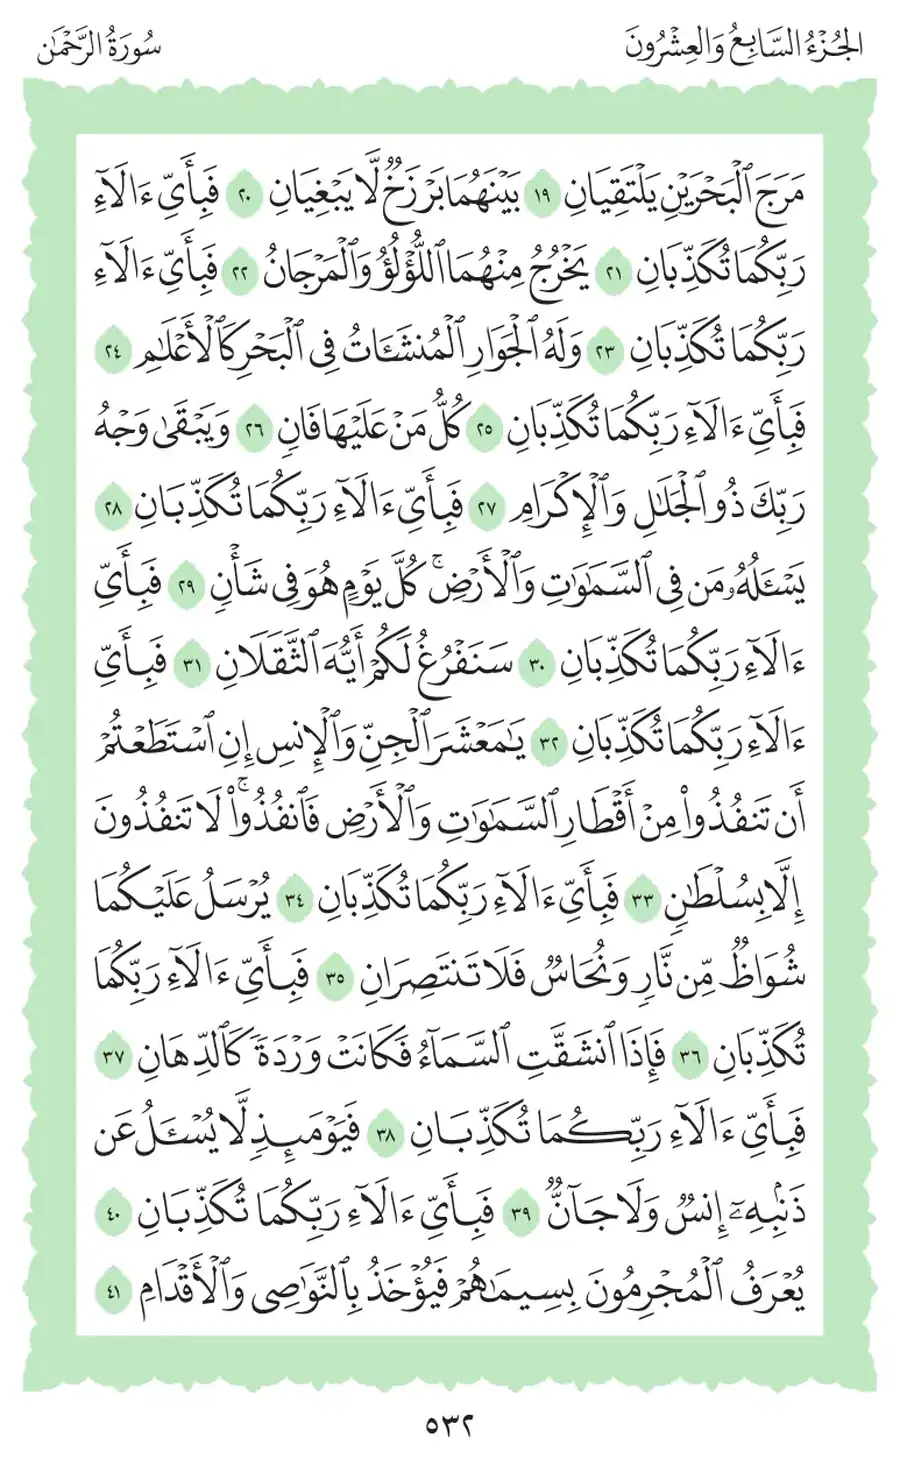 الجُزْءُ السَّابِعُ وَالعِشْرُونَ
سُورَةُ الرَّحْمَٰن
مَرَجَ ٱلْبَحْرَيْنِ يَلْتَقِيَانِ ١٩ بَيْنَهُمَا بَرْزَخٌ لَّا يَبْغِيَانِ ٢٠ فَبِأَيِّ ءَالَآءِ
رَبِّكُمَا تُكَذِّبَانِ ٢١ يَخْرُجُ مِنْهُمَا ٱللُّؤْلُؤُ وَٱلْمَرْجَانُ ٢٢ فَبِأَيِّ ءَالَآءِ
رَبِّكُمَا تُكَذِّبَانِ ٢٣ وَلَهُ ٱلْجَوَارِ ٱلْمُنشَـَٔاتُ فِى ٱلْبَحْرِ كَٱلْأَعْلَٰمِ ٢٤
فَبِأَيِّ ءَالَآءِ رَبِّكُمَا تُكَذِّبَانِ ٢٥ كُلُّ مَنْ عَلَيْهَا فَانٍ ٢٦ وَيَبْقَىٰ وَجْهُ
رَبِّكَ ذُو ٱلْجَلَٰلِ وَٱلْإِكْرَامِ ٢٧ فَبِأَيِّ ءَالَآءِ رَبِّكُمَا تُكَذِّبَانِ ٢٨
يَسْـَٔلُهُۥ مَن فِى ٱلسَّمَٰوَٰتِ وَٱلْأَرْضِ ۚ كُلَّ يَوْمٍ هُوَ فِى شَأْنٍ ٢٩ فَبِأَيِّ
ءَالَآءِ رَبِّكُمَا تُكَذِّبَانِ ٣٠ سَنَفْرُغُ لَكُمْ أَيُّهَ ٱلثَّقَلَانِ ٣١ فَبِأَيِّ
ءَالَآءِ رَبِّكُمَا تُكَذِّبَانِ ٣٢ يَٰمَعْشَرَ ٱلْجِنِّ وَٱلْإِنسِ إِنِ ٱسْتَطَعْتُمْ
أَن تَنفُذُوا۟ مِنْ أَقْطَارِ ٱلسَّمَٰوَٰتِ وَٱلْأَرْضِ فَٱنفُذُوا۟ ۚ لَا تَنفُذُونَ
إِلَّا بِسُلْطَٰنٍ ٣٣ فَبِأَيِّ ءَالَآءِ رَبِّكُمَا تُكَذِّبَانِ ٣٤ يُرْسَلُ عَلَيْكُمَا
شُوَاظٌ مِّن نَّارٍ وَنُحَاسٌ فَلَا تَنتَصِرَانِ ٣٥ فَبِأَيِّ ءَالَآءِ رَبِّكُمَا
تُكَذِّبَانِ ٣٦ فَإِذَا ٱنشَقَّتِ ٱلسَّمَآءُ فَكَانَتْ وَرْدَةً كَٱلدِّهَانِ ٣٧
فَبِأَيِّ ءَالَآءِ رَبِّكُمَا تُكَذِّبَانِ ٣٨ فَيَوْمَئِذٍ لَّا يُسْـَٔلُ عَن
ذَنۢبِهِۦٓ إِنسٌ وَلَا جَآنٌّ ٣٩ فَبِأَيِّ ءَالَآءِ رَبِّكُمَا تُكَذِّبَانِ ٤٠
يُعْرَفُ ٱلْمُجْرِمُونَ بِسِيمَٰهُمْ فَيُؤْخَذُ بِٱلنَّوَٰصِى وَٱلْأَقْدَامِ ٤١
٥٣٢